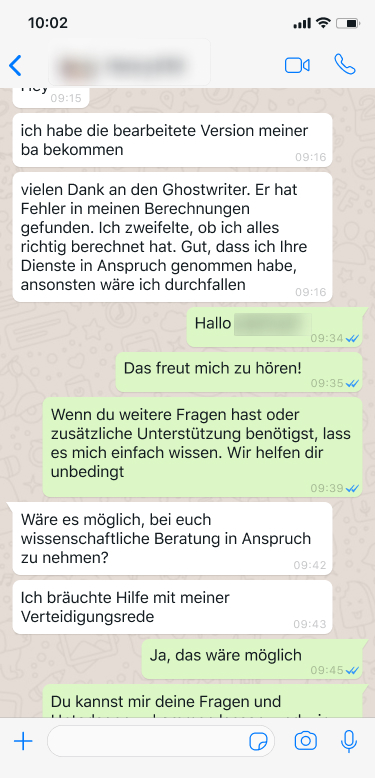 10:02
Hey
09:15
ich habe die bearbeitete Version meiner
ba bekommen
09:16
vielen Dank an den Ghostwriter. Er hat
Fehler in meinen Berechnungen
gefunden. Ich zweifelte, ob ich alles
richtig berechnet hat. Gut, dass ich Ihre
Dienste in Anspruch genommen habe,
ansonsten wäre ich durchfallen
09:16
Hallo
09:34
Das freut mich zu hören!
09:35
Wenn du weitere Fragen hast oder
zusätzliche Unterstützung benötigst, lass
es mich einfach wissen. Wir helfen dir
unbedingt
09:39
Wäre es möglich, bei euch
wissenschaftliche Beratung in Anspruch
zu nehmen?
09:42
Ich bräuchte Hilfe mit meiner
Verteidigungsrede
09:43
Ja, das wäre möglich
09:45
Du kannst mir deine Fragen und